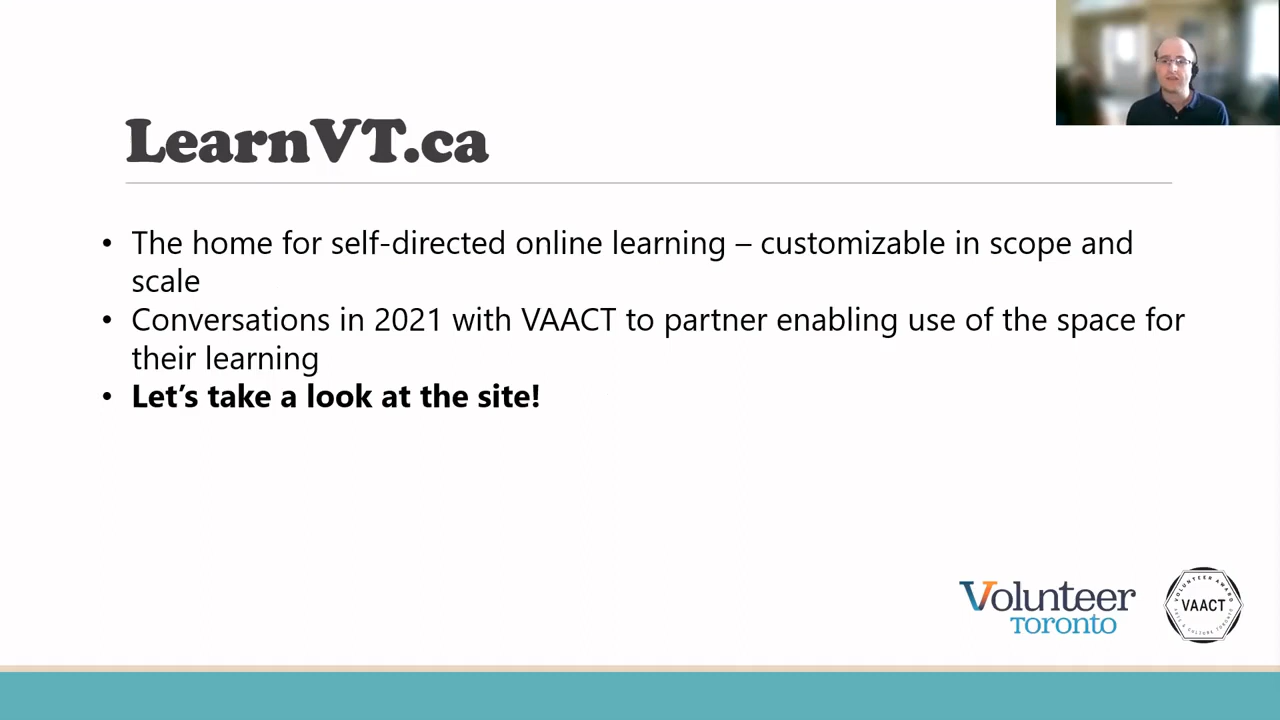 LearnVT.ca
• The home for self-directed online learning – customizable in scope and
scale
• Conversations in 2021 with VAACT to partner enabling use of the space for
their learning
• Let’s take a look at the site!
Volunteer
Toronto
VOLUNTEER AWARD
VAACT